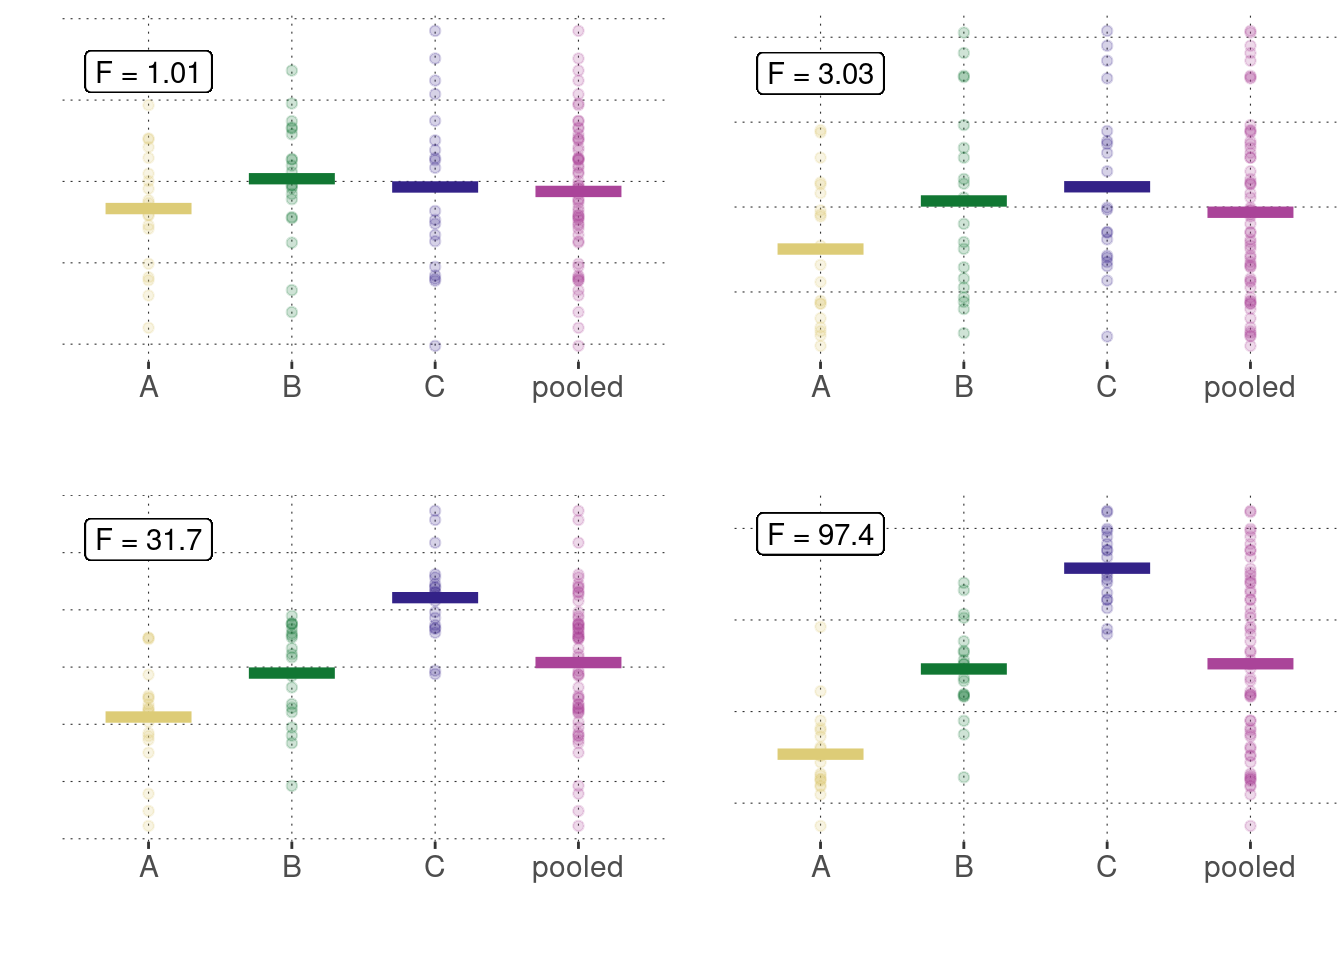 F = 1.01
A B C pooled
F = 3.03
A B C pooled
F = 31.7
A B C pooled
F = 97.4
A B C pooled